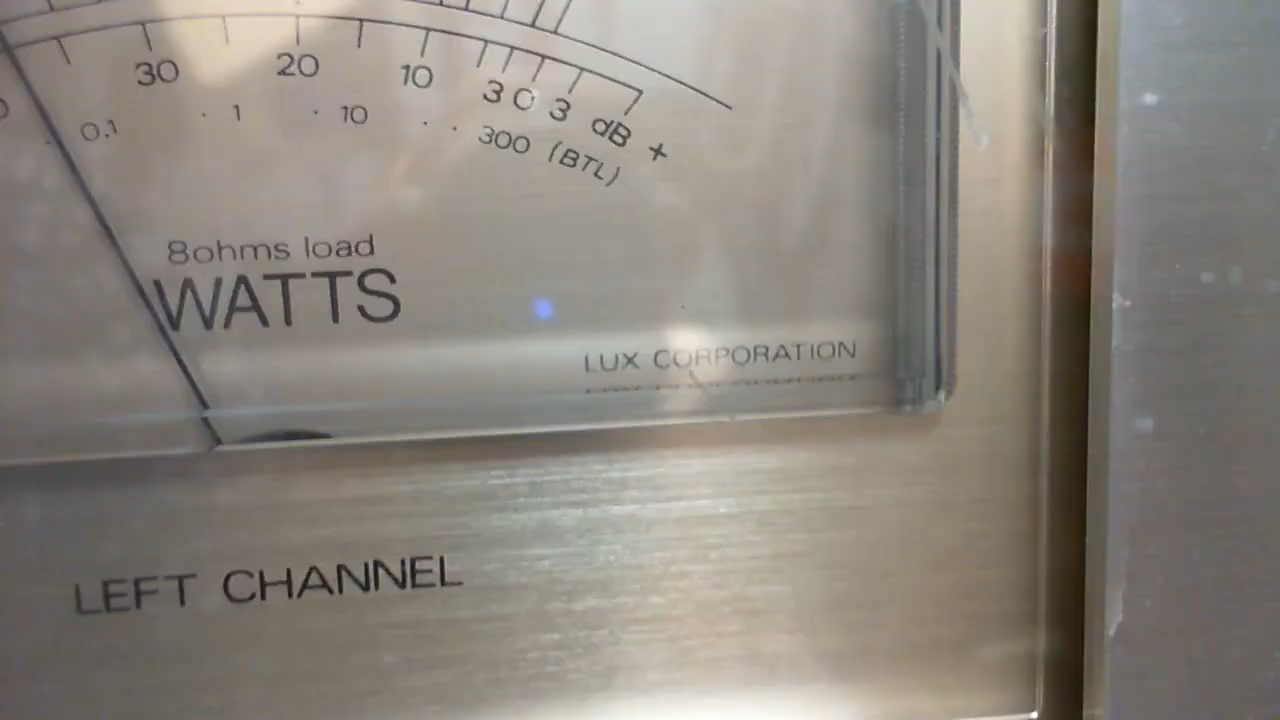 30 20 10 3 0 3 dB +
0.1 · 1 · 10 · · 300 (BTL)
8ohms load
WATTS
LUX CORPORATION
LEFT CHANNEL